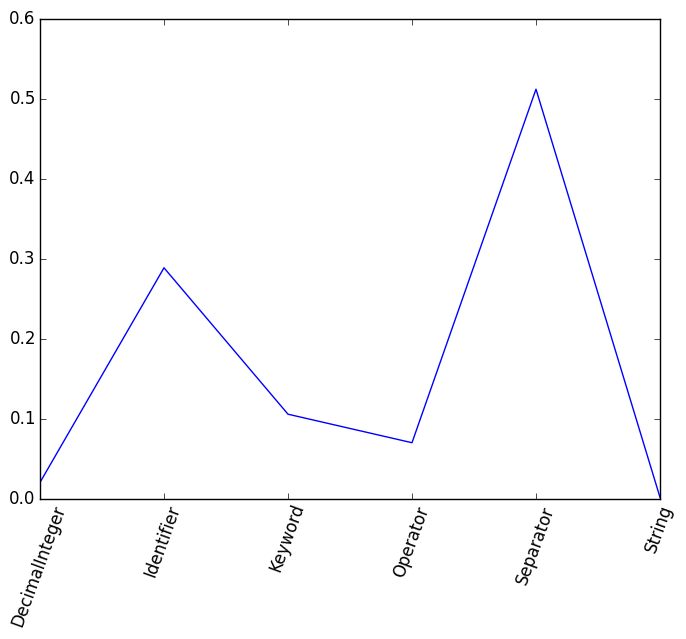 0.6
0.5
0.4
0.3
0.2
0.1
0.0
DecimalInteger
Identifier
Keyword
Operator
Separator
String